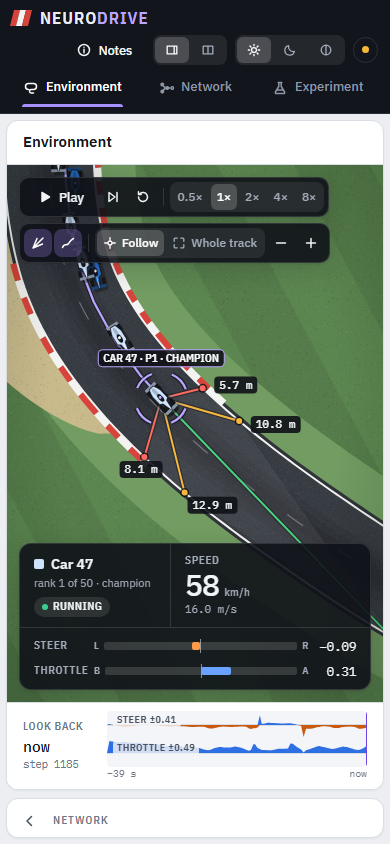 NEURODRIVE
Notes
Environment Network Experiment
Environment
Play 0.5× 1× 2× 4× 8×
Follow Whole track − +
CAR 47 · P1 · CHAMPION
5.7 m
10.8 m
8.1 m
12.9 m
Car 47
rank 1 of 50 · champion
RUNNING
SPEED
58 km/h
16.0 m/s
STEER L R −0.09
THROTTLE B A 0.31
LOOK BACK
now
step 1185
STEER ±0.41
THROTTLE ±0.49
−39 s now
NETWORK